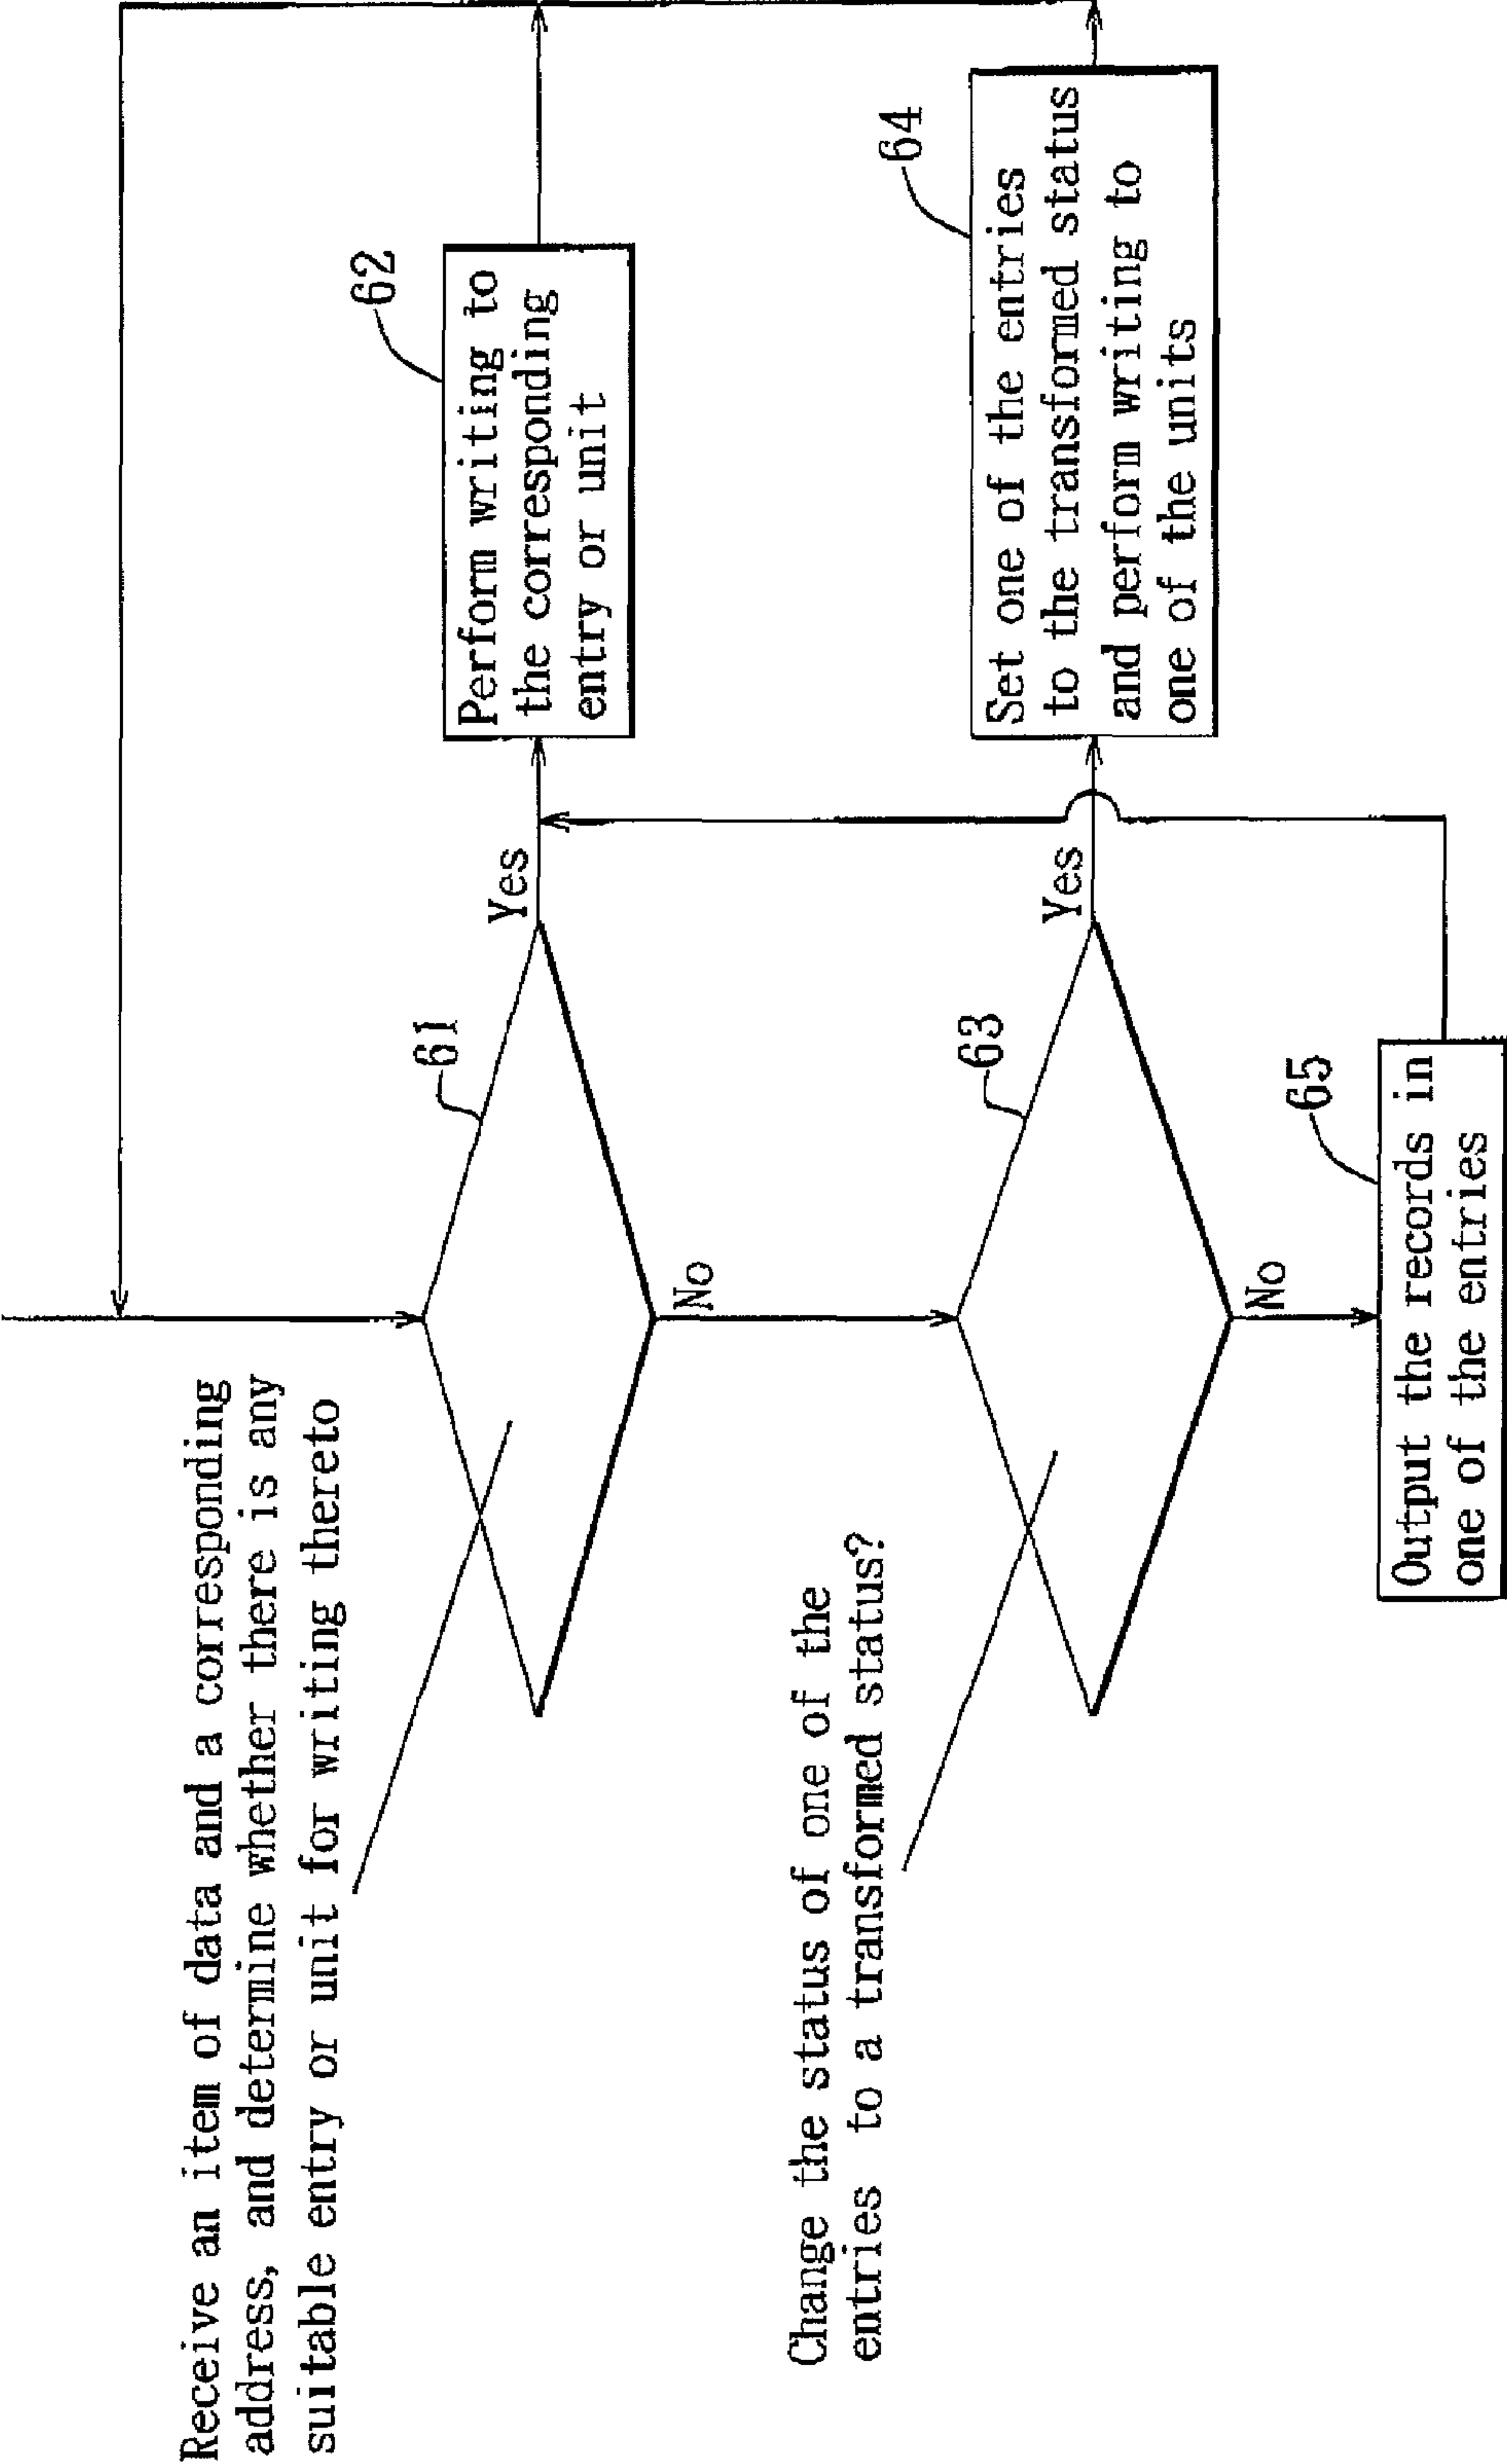 Receive an item of data and a corresponding
address, and determine whether there is any
suitable entry or unit for writing thereto
61
Yes
No
62
Perform writing to
the corresponding
entry or unit
Change the status of one of the
entries to a transformed status?
63
Yes
No
64
Set one of the entries
to the transformed status
and perform writing to
one of the units
65
Output the records in
one of the entries